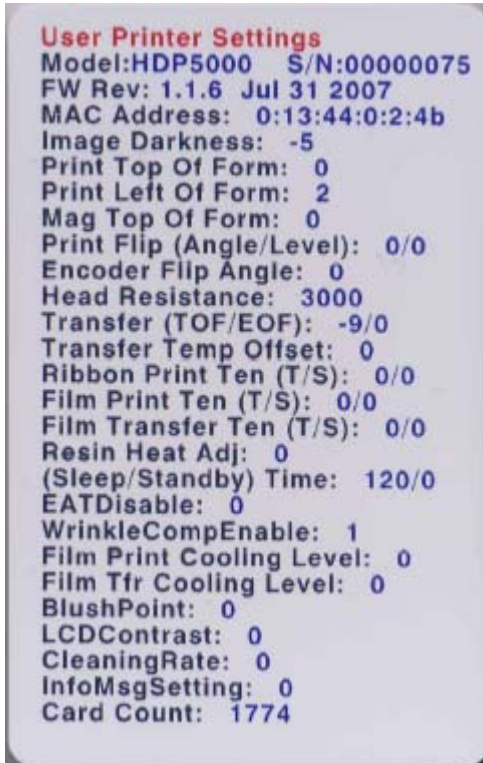 User Printer Settings
Model:HDP5000 S/N:00000075
FW Rev: 1.1.6 Jul 31 2007
MAC Address: 0:13:44:0:2:4b
Image Darkness: -5
Print Top Of Form: 0
Print Left Of Form: 2
Mag Top Of Form: 0
Print Flip (Angle/Level): 0/0
Encoder Flip Angle: 0
Head Resistance: 3000
Transfer (TOF/EOF): -9/0
Transfer Temp Offset: 0
Ribbon Print Ten (T/S): 0/0
Film Print Ten (T/S): 0/0
Film Transfer Ten (T/S): 0/0
Resin Heat Adj: 0
(Sleep/Standby) Time: 120/0
EATDisable: 0
WrinkleCompEnable: 1
Film Print Cooling Level: 0
Film Tfr Cooling Level: 0
BlushPoint: 0
LCDContrast: 0
CleaningRate: 0
InfoMsgSetting: 0
Card Count: 1774